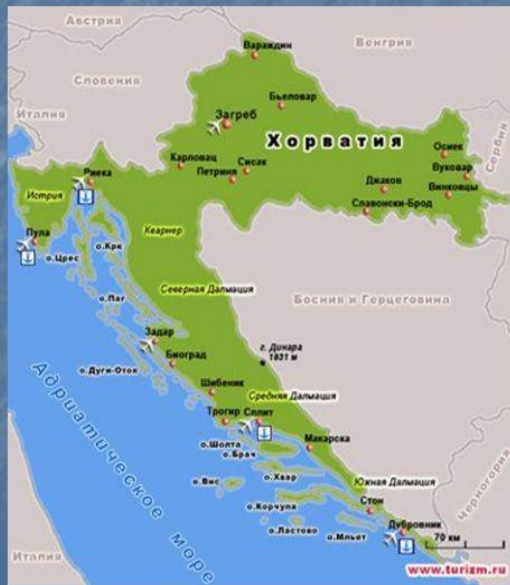 Австрия
Венгрия
Словения
Италия
Вараждин
Бьеловар
Загреб
Хорватия
Осиек
Сербия
Карловац
Сисак
Петриня
Вуковар
Джаков
Винковцы
Риека
Истрия
Славонски-Брод
Пула
Кварнер
о.Крк
о.Црес
Северная Далмация
о.Паг
Босния и Герцеговина
Задар
г. Динара
1831 м
Биоград
о.Дуги-Оток
Шибеник
Средняя Далмация
Трогир
Сплит
о.Шолта
о.Брач
Макарска
о.Хвар
Южная Далмация
о.Вис
Черногория
о.Корчула
Стон
о.Ластово
о.Мльет
Дубровник
70 км
Адриатическое море
Италия
www.turizm.ru